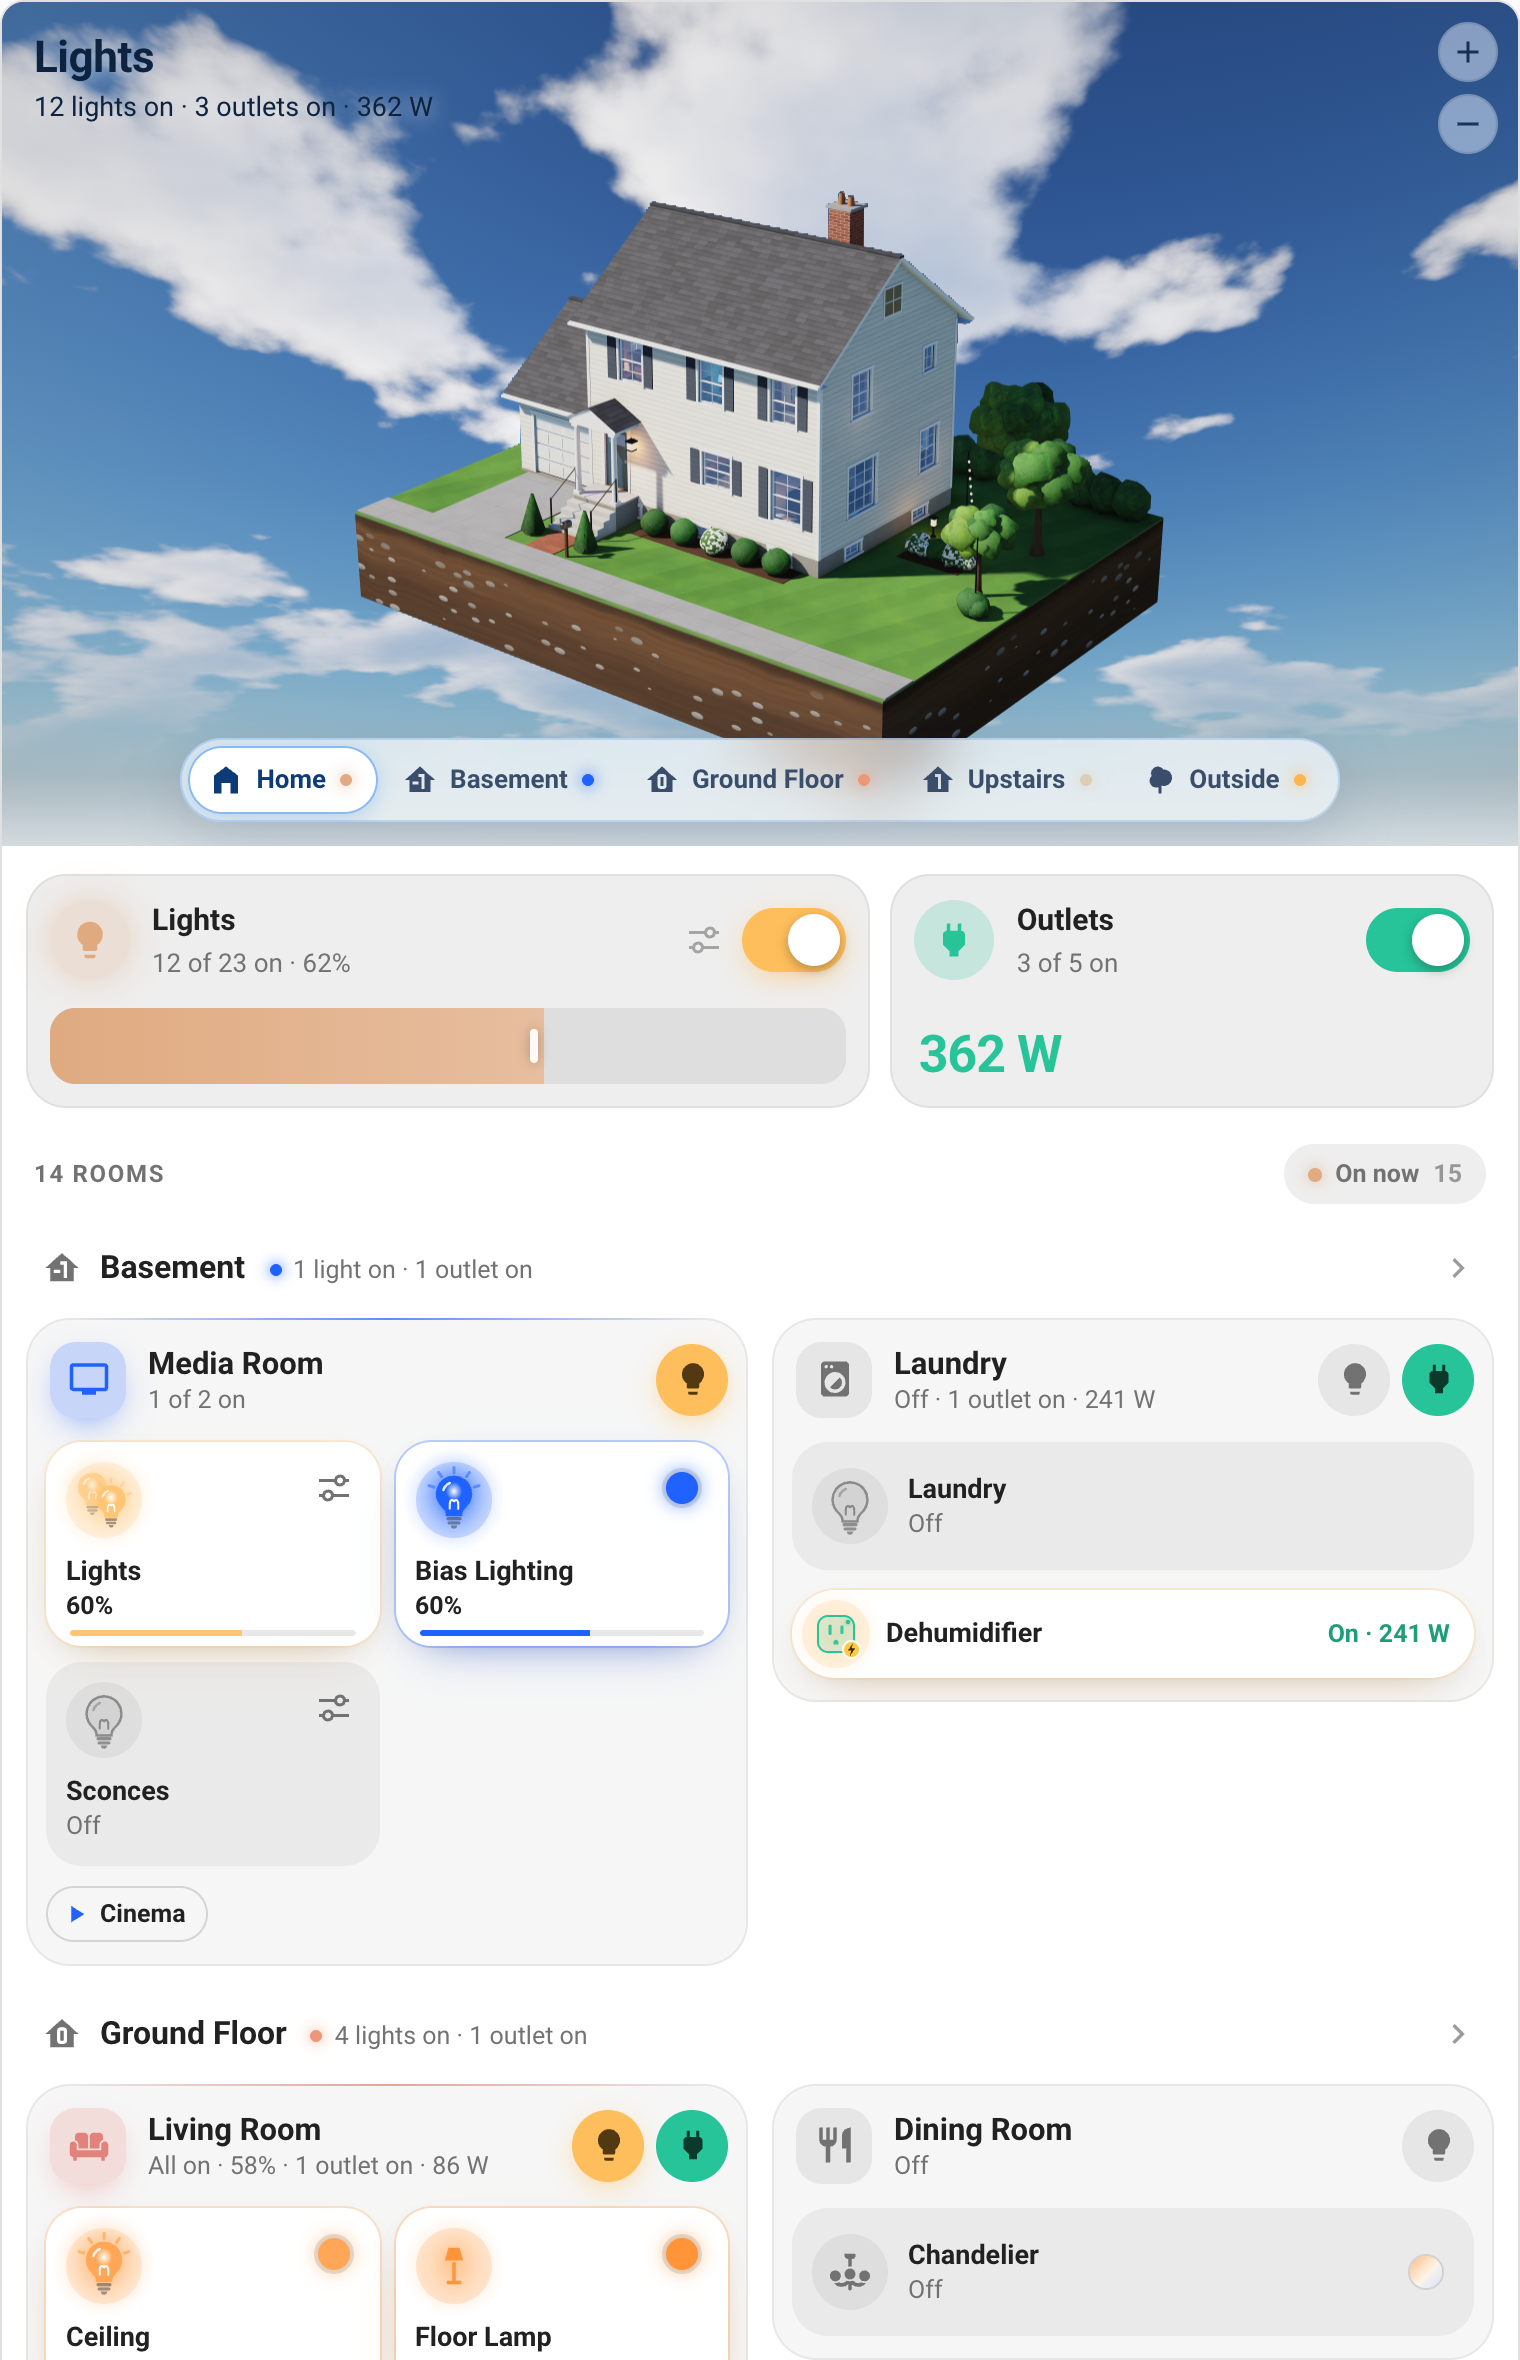 Lights
12 lights on · 3 outlets on · 362 W
Home
Basement
Ground Floor
Upstairs
Outside
Lights
12 of 23 on · 62%
Outlets
3 of 5 on
362 W
14 ROOMS
On now 15
Basement
1 light on · 1 outlet on
Media Room
1 of 2 on
Lights
60%
Bias Lighting
60%
Sconces
Off
Cinema
Laundry
Off · 1 outlet on · 241 W
Laundry
Off
Dehumidifier
On · 241 W
Ground Floor
4 lights on · 1 outlet on
Living Room
All on · 58% · 1 outlet on · 86 W
Ceiling
Floor Lamp
Dining Room
Off
Chandelier
Off